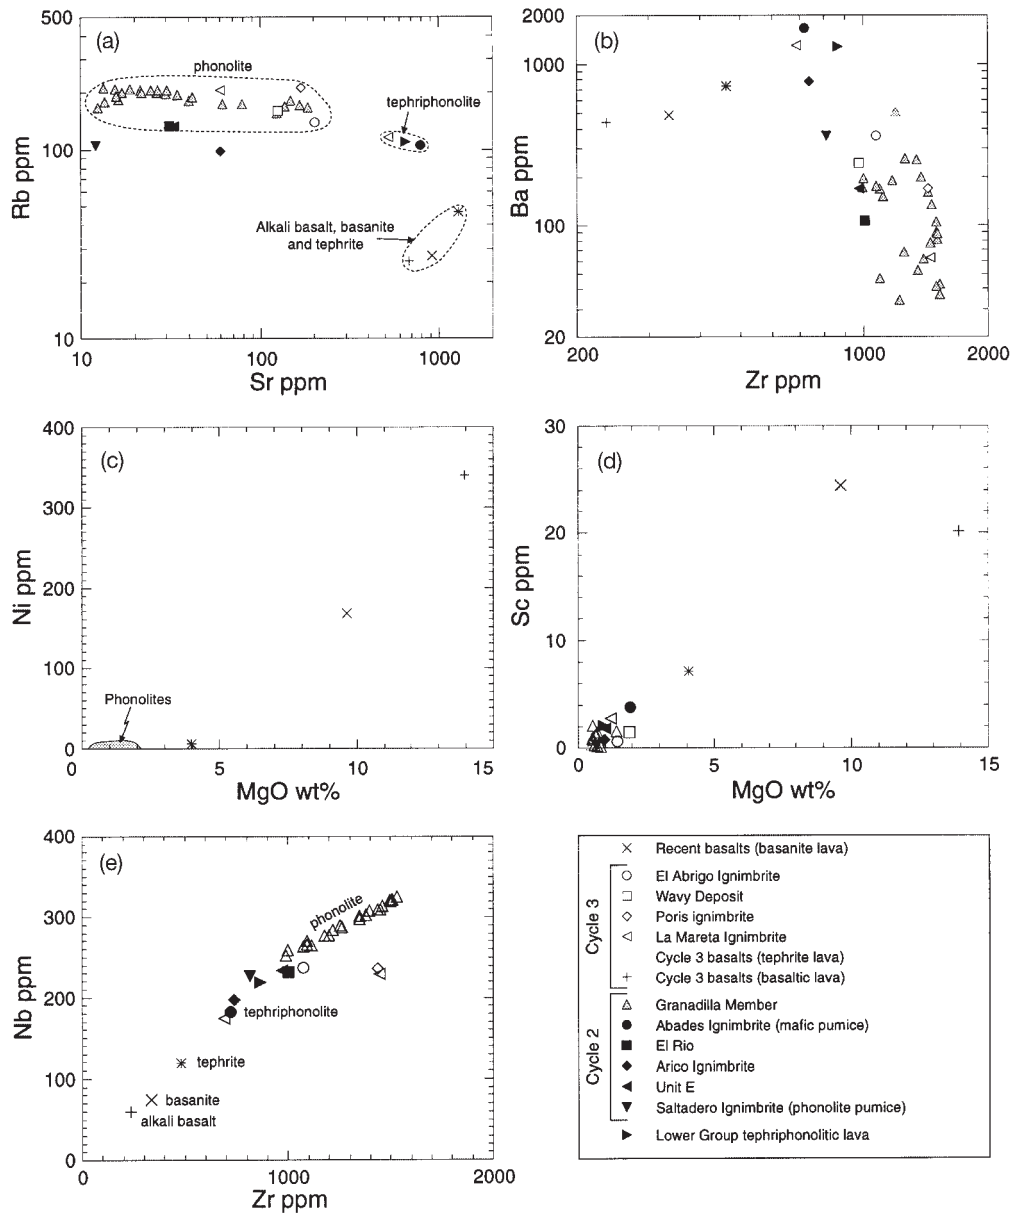 500
(a)
phonolite
tephriphonolite
100
Alkali basalt, basanite
and tephrite
10
10
100
1000
Rb ppm
Sr ppm
2000
(b)
1000
100
20
200
1000
2000
Ba ppm
Zr ppm
400
(c)
300
200
100
Phonolites
0
0
5
10
15
Ni ppm
MgO wt%
30
(d)
20
10
0
0
5
10
15
Sc ppm
MgO wt%
400
(e)
phonolite
300
200
tephriphonolite
tephrite
100
basanite
alkali basalt
0
0
1000
2000
Nb ppm
Zr ppm
Recent basalts (basanite lava)
Cycle 3
El Abrigo Ignimbrite
Wavy Deposit
Poris ignimbrite
La Mareta Ignimbrite
Cycle 3 basalts (tephrite lava)
Cycle 3 basalts (basaltic lava)
Cycle 2
Granadilla Member
Abades Ignimbrite (mafic pumice)
El Rio
Arico Ignimbrite
Unit E
Saltadero Ignimbrite (phonolite pumice)
Lower Group tephriphonolitic lava